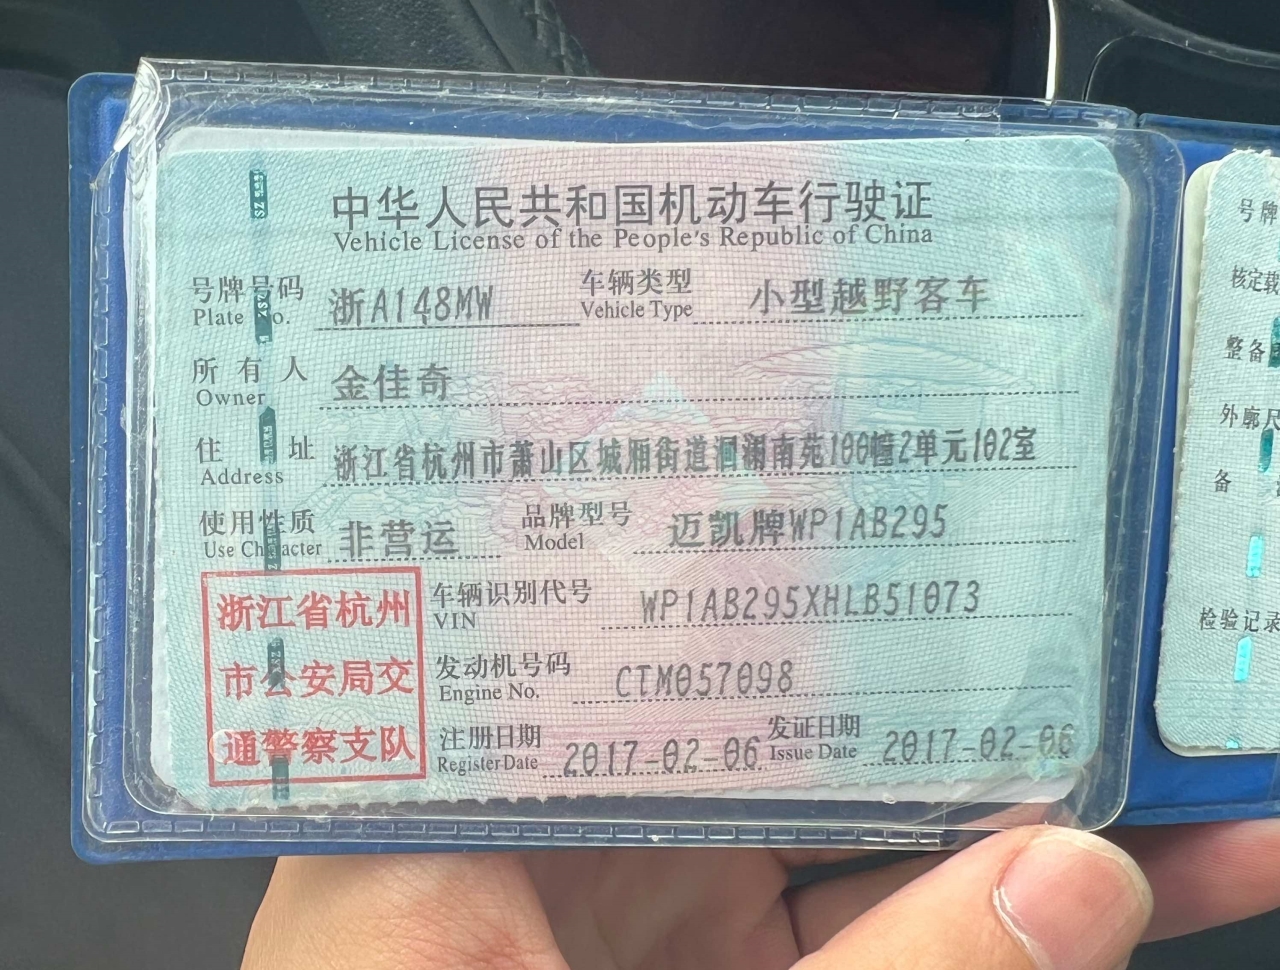 中华人民共和国机动车行驶证
Vehicle License of the People's Republic of China
号牌号码 浙A148MW 车辆类型 小型越野客车
Plate No. Vehicle Type
所有人 金佳奇
Owner
住址 浙江省杭州市萧山区城厢街道洄澜南苑100幢2单元102室
Address
使用性质 非营运 品牌型号 迈凯牌WP1AB295
Use Character Model
浙江省杭州
市公安局交
通警察支队
车辆识别代号 WP1AB295XHLB51073
VIN
发动机号码 CTM057098
Engine No.
注册日期 2017-02-06 发证日期 2017-02-06
Register Date Issue Date
号牌
核定载
整备
外廓尺
备
检验记录